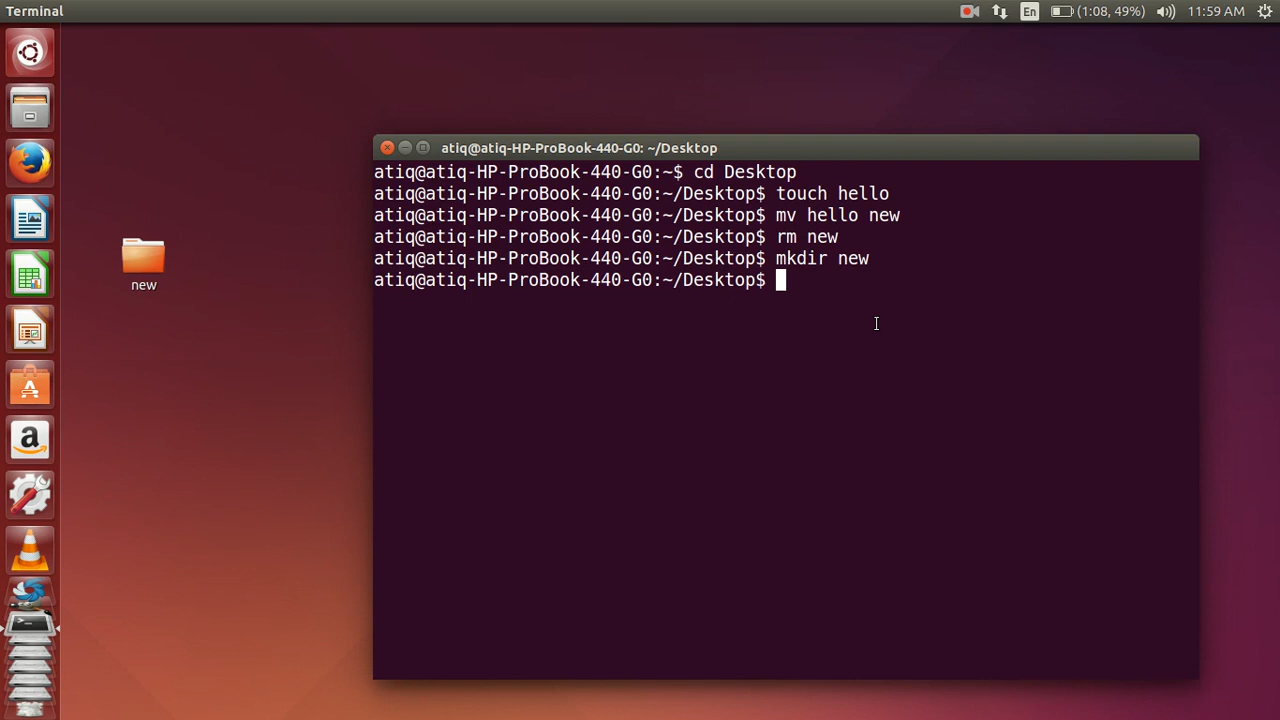 Terminal
En
(1:08, 49%)
11:59 AM
new
atiq@atiq-HP-ProBook-440-G0: ~/Desktop
atiq@atiq-HP-ProBook-440-G0:~$ cd Desktop
atiq@atiq-HP-ProBook-440-G0:~/Desktop$ touch hello
atiq@atiq-HP-ProBook-440-G0:~/Desktop$ mv hello new
atiq@atiq-HP-ProBook-440-G0:~/Desktop$ rm new
atiq@atiq-HP-ProBook-440-G0:~/Desktop$ mkdir new
atiq@atiq-HP-ProBook-440-G0:~/Desktop$